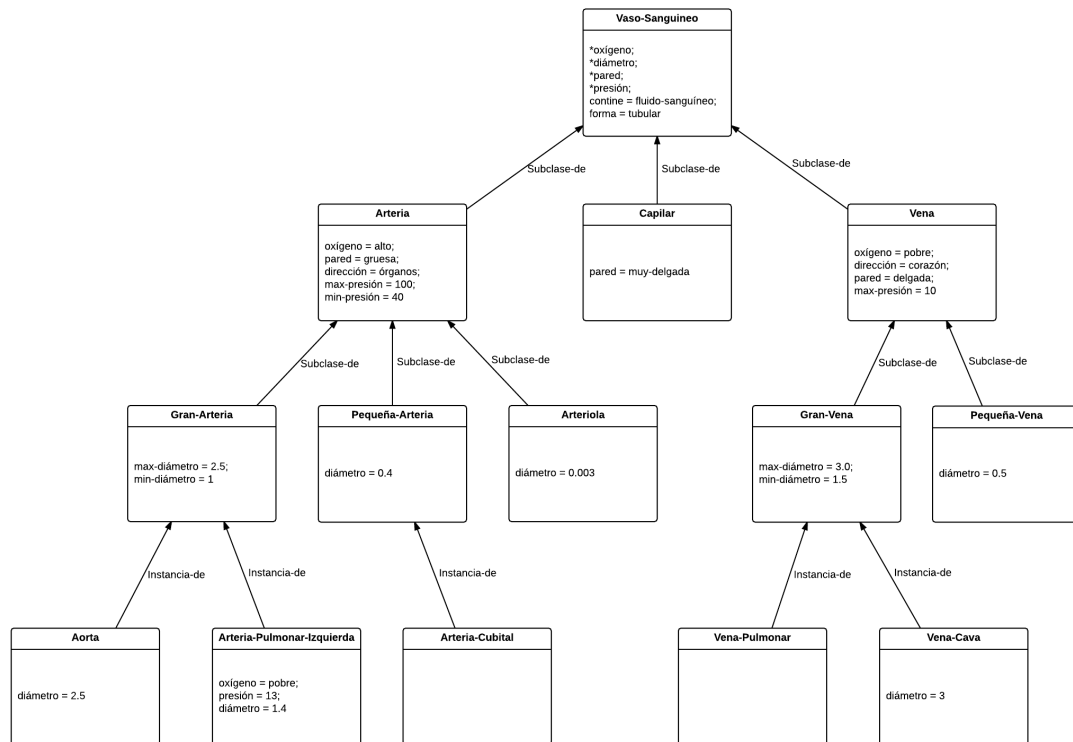 Vaso-Sanguineo
*oxígeno;
*diámetro;
*pared;
*presión;
contine = fluido-sanguíneo;
forma = tubular
Subclase-de
Subclase-de
Subclase-de
Arteria
oxígeno = alto;
pared = gruesa;
dirección = órganos;
max-presión = 100;
min-presión = 40
Capilar
pared = muy-delgada
Vena
oxígeno = pobre;
dirección = corazón;
pared = delgada;
max-presión = 10
Subclase-de
Subclase-de
Subclase-de
Subclase-de
Subclase-de
Gran-Arteria
max-diámetro = 2.5;
min-diámetro = 1
Pequeña-Arteria
diámetro = 0.4
Arteriola
diámetro = 0.003
Gran-Vena
max-diámetro = 3.0;
min-diámetro = 1.5
Pequeña-Vena
diámetro = 0.5
Instancia-de
Instancia-de
Instancia-de
Instancia-de
Instancia-de
Aorta
diámetro = 2.5
Arteria-Pulmonar-Izquierda
oxígeno = pobre;
presión = 13;
diámetro = 1.4
Arteria-Cubital
Vena-Pulmonar
Vena-Cava
diámetro = 3